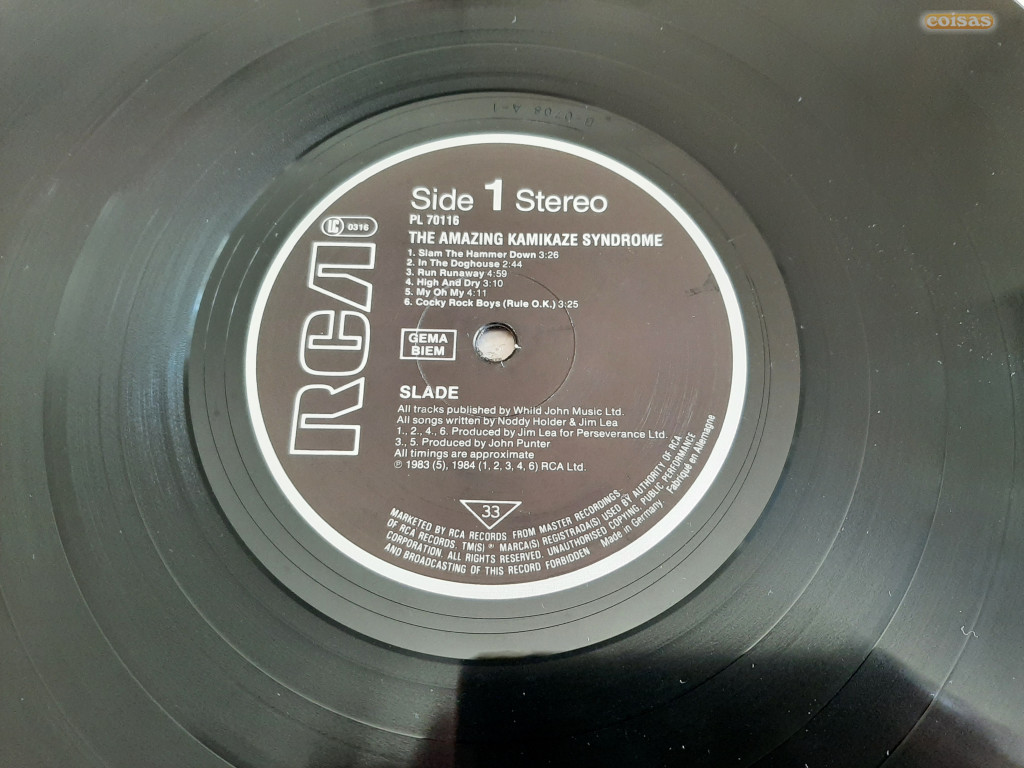 coisas
Side 1 Stereo
PL 70116
LC 0316
THE AMAZING KAMIKAZE SYNDROME
1. Slam The Hammer Down 3:26
2. In The Doghouse 2:44
3. Run Runaway 4:59
4. High And Dry 3:10
5. My Oh My 4:11
6. Cocky Rock Boys (Rule O.K.) 3:25
RCA
GEMA
BIEM
SLADE
All tracks published by Whild John Music Ltd.
All songs written by Noddy Holder & Jim Lea
1., 2., 4., 6. Produced by Jim Lea for Perseverance Ltd.
3., 5. Produced by John Punter
All timings are approximate
℗ 1983 (5), 1984 (1, 2, 3, 4, 6) RCA Ltd.
33
MARKETED BY RCA RECORDS FROM MASTER RECORDINGS
OF RCA RECORDS. TM(S) ® MARCA(S) REGISTRADA(S) USED BY AUTHORITY OF RCA
CORPORATION. ALL RIGHTS RESERVED. UNAUTHORISED COPYING, PUBLIC PERFORMANCE
AND BROADCASTING OF THIS RECORD FORBIDDEN Made in Germany Fabriqué en Allemagne